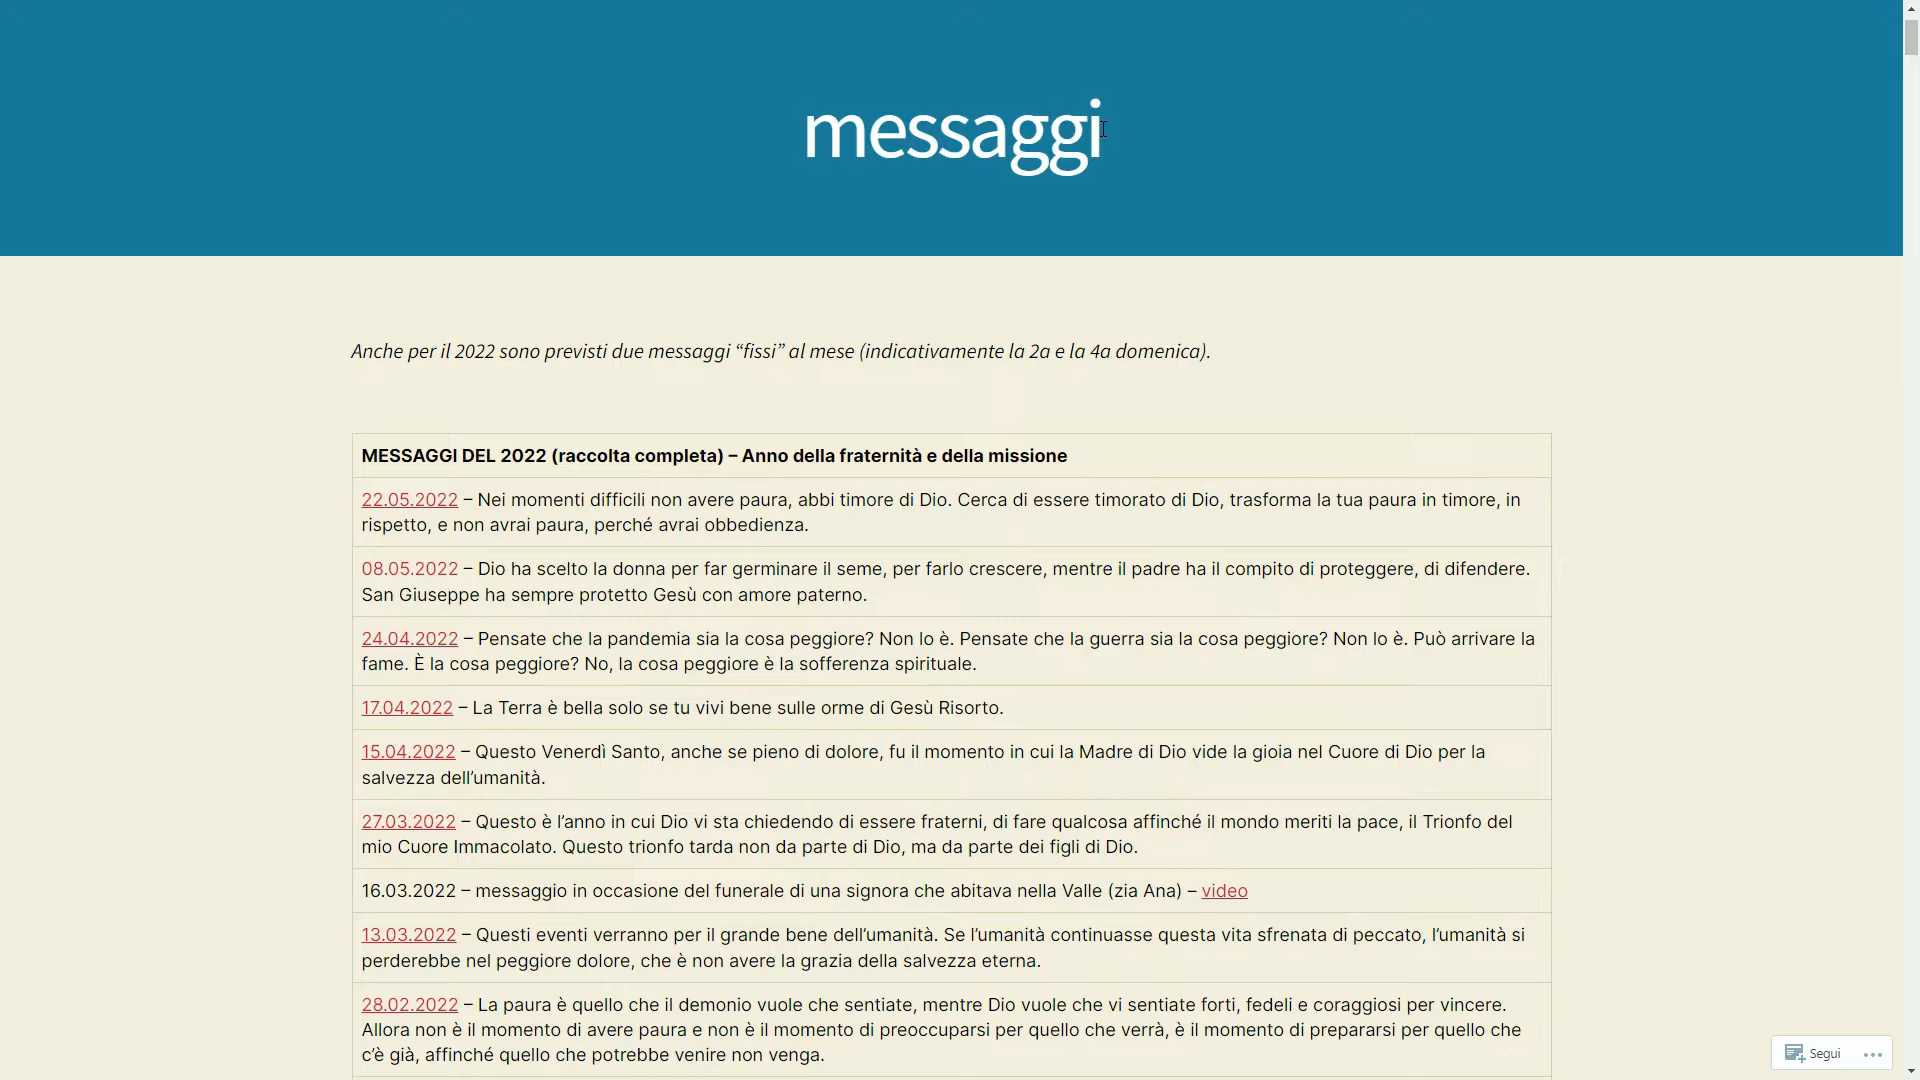 messaggi
Anche per il 2022 sono previsti due messaggi “fissi” al mese (indicativamente la 2a e la 4a domenica).
MESSAGGI DEL 2022 (raccolta completa) – Anno della fraternità e della missione
22.05.2022 – Nei momenti difficili non avere paura, abbi timore di Dio. Cerca di essere timorato di Dio, trasforma la tua paura in timore, in
rispetto, e non avrai paura, perché avrai obbedienza.
08.05.2022 – Dio ha scelto la donna per far germinare il seme, per farlo crescere, mentre il padre ha il compito di proteggere, di difendere.
San Giuseppe ha sempre protetto Gesù con amore paterno.
24.04.2022 – Pensate che la pandemia sia la cosa peggiore? Non lo è. Pensate che la guerra sia la cosa peggiore? Non lo è. Può arrivare la
fame. È la cosa peggiore? No, la cosa peggiore è la sofferenza spirituale.
17.04.2022 – La Terra è bella solo se tu vivi bene sulle orme di Gesù Risorto.
15.04.2022 – Questo Venerdì Santo, anche se pieno di dolore, fu il momento in cui la Madre di Dio vide la gioia nel Cuore di Dio per la
salvezza dell’umanità.
27.03.2022 – Questo è l’anno in cui Dio vi sta chiedendo di essere fraterni, di fare qualcosa affinché il mondo meriti la pace, il Trionfo del
mio Cuore Immacolato. Questo trionfo tarda non da parte di Dio, ma da parte dei figli di Dio.
16.03.2022 – messaggio in occasione del funerale di una signora che abitava nella Valle (zia Ana) – video
13.03.2022 – Questi eventi verranno per il grande bene dell’umanità. Se l’umanità continuasse questa vita sfrenata di peccato, l’umanità si
perderebbe nel peggiore dolore, che è non avere la grazia della salvezza eterna.
28.02.2022 – La paura è quello che il demonio vuole che sentiate, mentre Dio vuole che vi sentiate forti, fedeli e coraggiosi per vincere.
Allora non è il momento di avere paura e non è il momento di preoccuparsi per quello che verrà, è il momento di prepararsi per quello che
c’è già, affinché quello che potrebbe venire non venga.
Segui